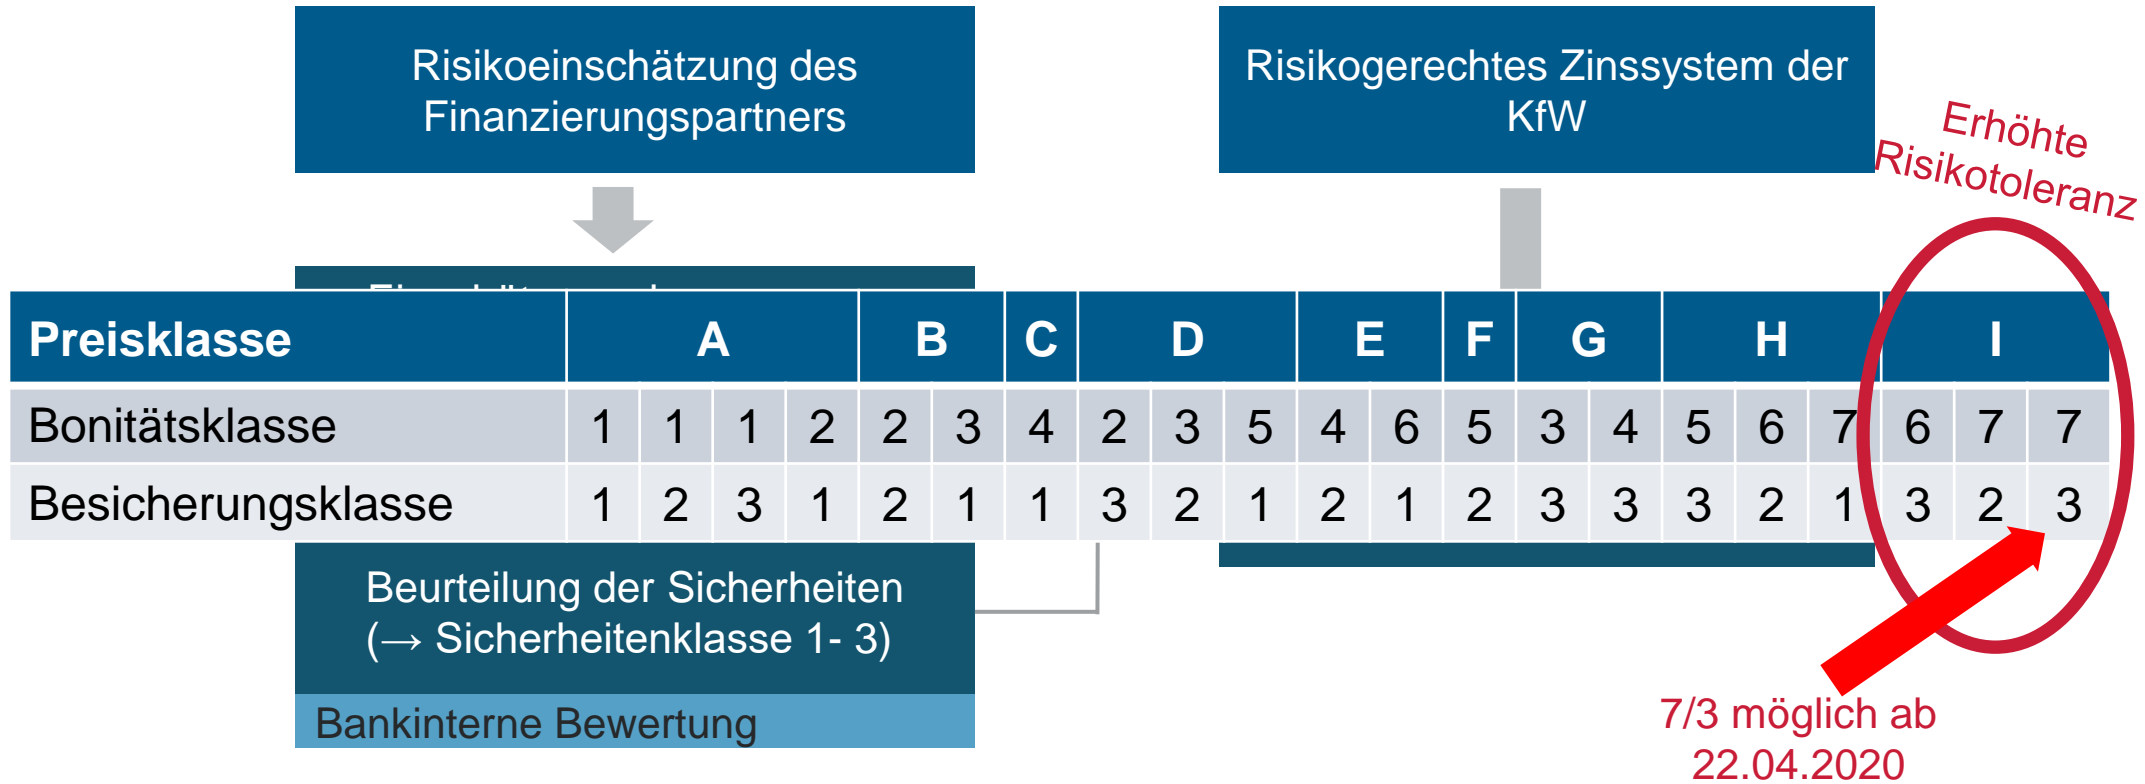 Risikoeinschätzung des
Finanzierungspartners
Risikogerechtes Zinssystem der
KfW
Erhöhte
Risikotoleranz
Preisklasse A B C D E F G H I
Bonitätsklasse 1 1 1 2 2 3 4 2 3 5 4 6 5 3 4 5 6 7 6 7 7
Besicherungsklasse 1 2 3 1 2 1 1 3 2 1 2 1 2 3 3 3 2 1 3 2 3
Beurteilung der Sicherheiten
(→ Sicherheitenklasse 1- 3)
Bankinterne Bewertung
7/3 möglich ab
22.04.2020